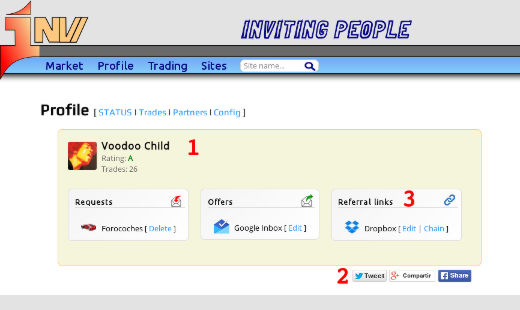 1NV
INVITING PEOPLE
Market Profile Trading Sites Site name...
Profile [ STATUS | Trades | Partners | Config ]
Voodoo Child 1
Rating: A
Trades: 26
Requests
Forocoches [ Delete ]
Offers
Google Inbox [ Edit ]
Referral links 3
Dropbox [ Edit | Chain ]
2 Tweet Compartir Share